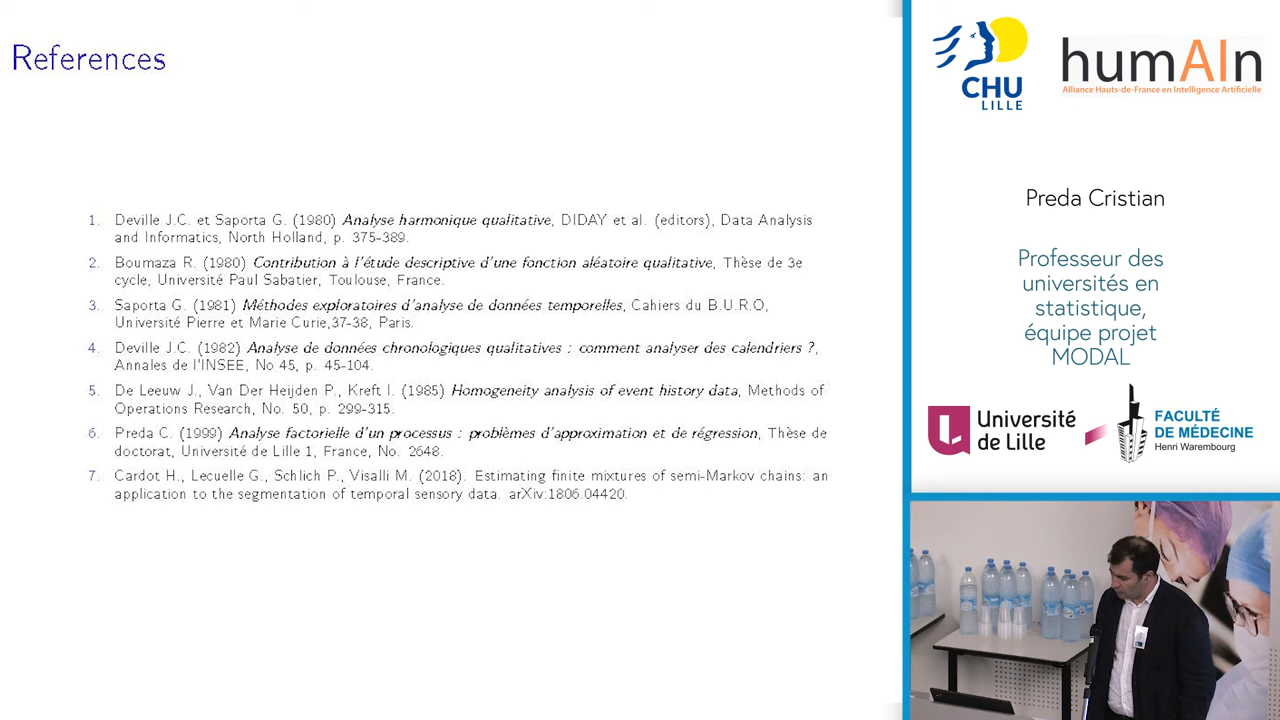 References
1. Deville J.C. et Saporta G. (1980) Analyse harmonique qualitative, DIDAY et al. (editors), Data Analysis
and Informatics, North Holland, p. 375-389.
2. Boumaza R. (1980) Contribution à l'étude descriptive d'une fonction aléatoire qualitative, Thèse de 3e
cycle, Université Paul Sabatier, Toulouse, France.
3. Saporta G. (1981) Méthodes exploratoires d'analyse de données temporelles, Cahiers du B.U.R.O,
Université Pierre et Marie Curie,37-38, Paris.
4. Deville J.C. (1982) Analyse de données chronologiques qualitatives : comment analyser des calendriers ?,
Annales de l'INSEE, No 45, p. 45-104.
5. De Leeuw J., Van Der Heijden P., Kreft I. (1985) Homogeneity analysis of event history data, Methods of
Operations Research, No. 50, p. 299-315.
6. Preda C. (1999) Analyse factorielle d'un processus : problèmes d'approximation et de régression, Thèse de
doctorat, Université de Lille 1, France, No. 2648.
7. Cardot H., Lecuelle G., Schlich P., Visalli M. (2018). Estimating finite mixtures of semi-Markov chains: an
application to the segmentation of temporal sensory data. arXiv:1806.04420.
CHU
LILLE
humAIn
Alliance Hauts-de-France en Intelligence Artificielle
Preda Cristian
Professeur des
universités en
statistique,
équipe projet
MODAL
Université
de Lille
FACULTÉ
DE MÉDECINE
Henri Warembourg